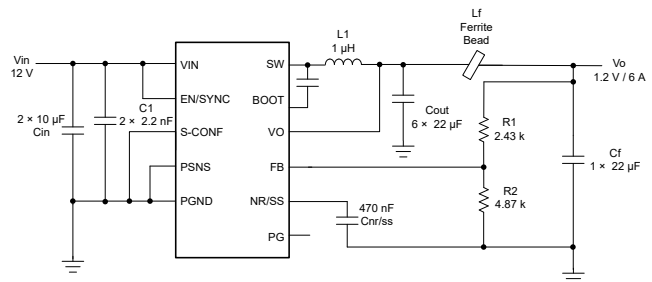 Vin
12 V
2 × 10 µF
Cin
C1
2 × 2.2 nF
VIN
EN/SYNC
S-CONF
PSNS
PGND
SW
BOOT
VO
FB
NR/SS
PG
L1
1 µH
Cout
6 × 22 µF
470 nF
Cnr/ss
Lf
Ferrite
Bead
R1
2.43 k
R2
4.87 k
Vo
1.2 V / 6 A
Cf
1 × 22 µF